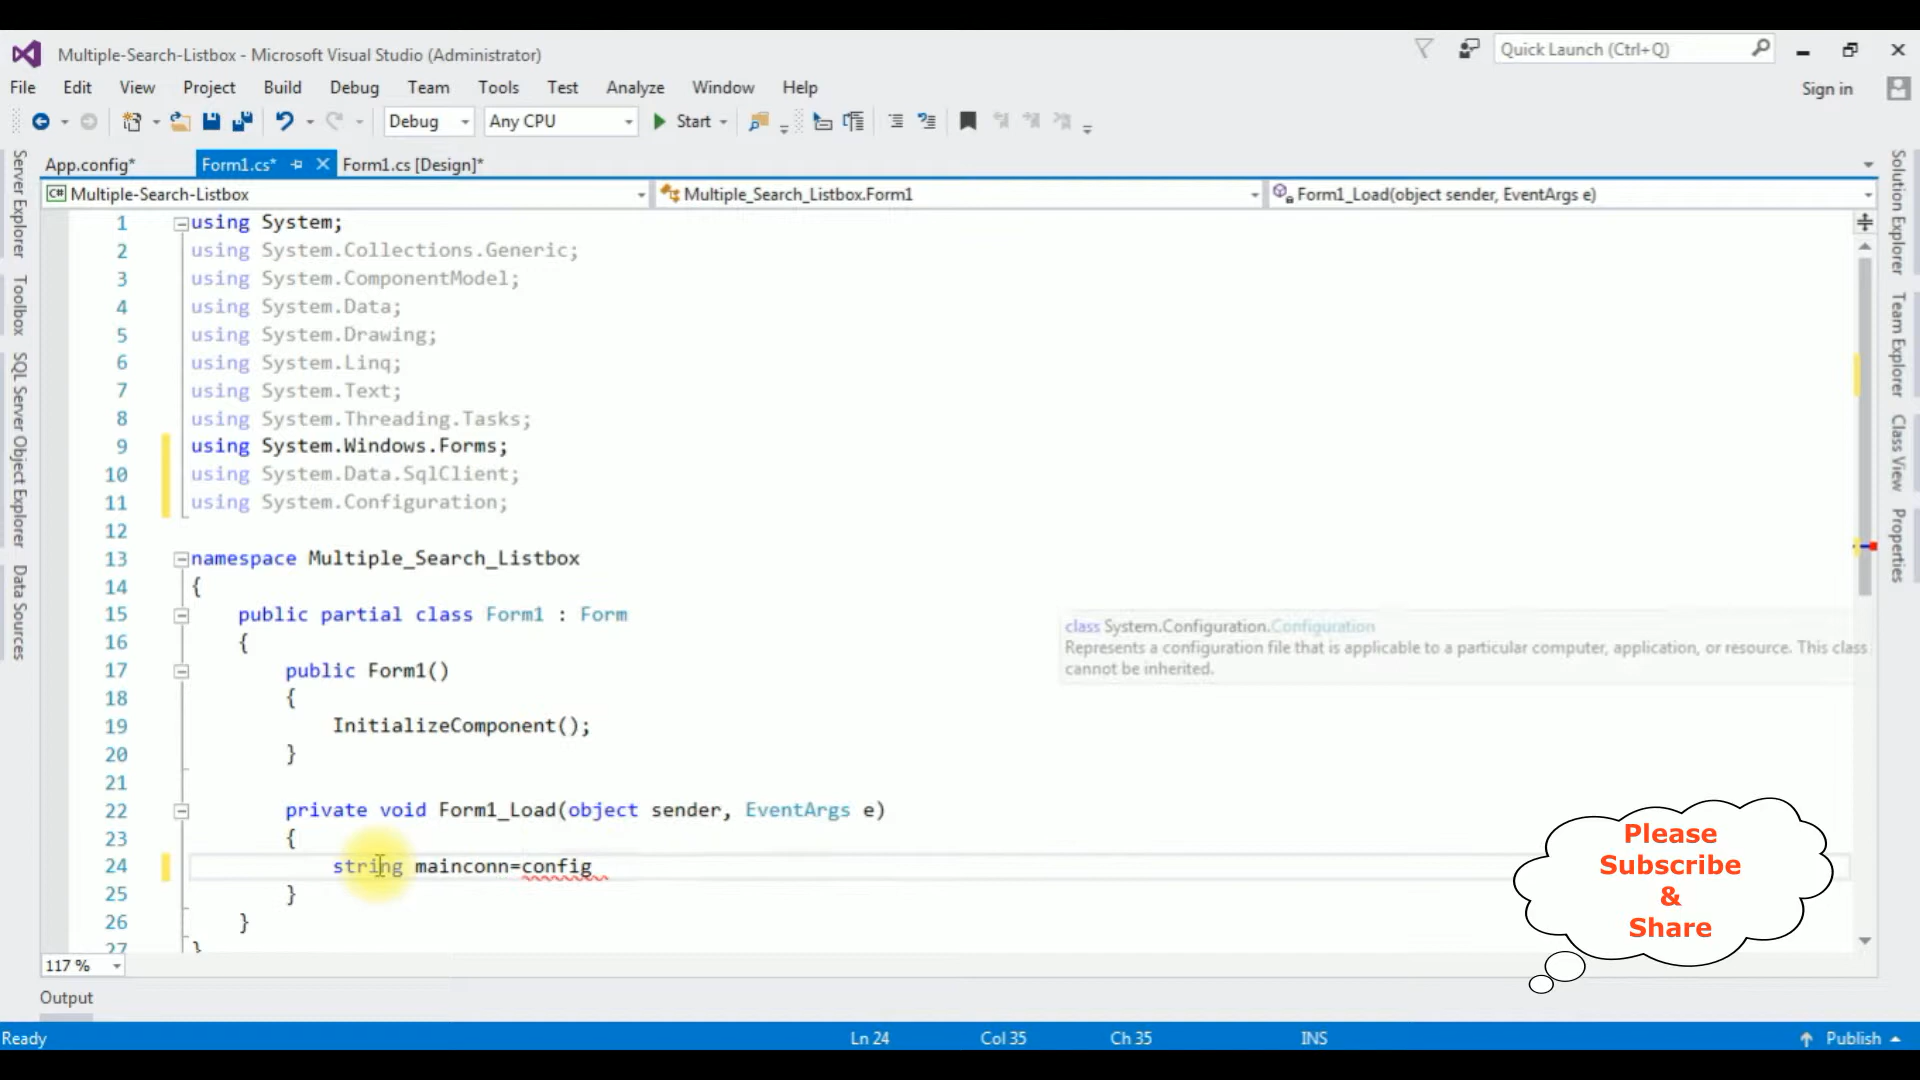 Multiple-Search-Listbox - Microsoft Visual Studio (Administrator)
Quick Launch (Ctrl+Q)
File Edit View Project Build Debug Team Tools Test Analyze Window Help
Sign in
Debug Any CPU Start
App.config* Form1.cs* Form1.cs [Design]*
C# Multiple-Search-Listbox Multiple_Search_Listbox.Form1 Form1_Load(object sender, EventArgs e)
Server Explorer
Toolbox
SQL Server Object Explorer
Data Sources
1 using System;
2 using System.Collections.Generic;
3 using System.ComponentModel;
4 using System.Data;
5 using System.Drawing;
6 using System.Linq;
7 using System.Text;
8 using System.Threading.Tasks;
9 using System.Windows.Forms;
10 using System.Data.SqlClient;
11 using System.Configuration;
12
13 namespace Multiple_Search_Listbox
14 {
15 public partial class Form1 : Form
16 {
17 public Form1()
18 {
19 InitializeComponent();
20 }
21
22 private void Form1_Load(object sender, EventArgs e)
23 {
24 string mainconn=config
25 }
26 }
27 }
class System.Configuration.Configuration
Represents a configuration file that is applicable to a particular computer, application, or resource. This class
cannot be inherited.
Solution Explorer
Team Explorer
Class View
Properties
Please
Subscribe
&
Share
117 %
Output
Ready Ln 24 Col 35 Ch 35 INS Publish